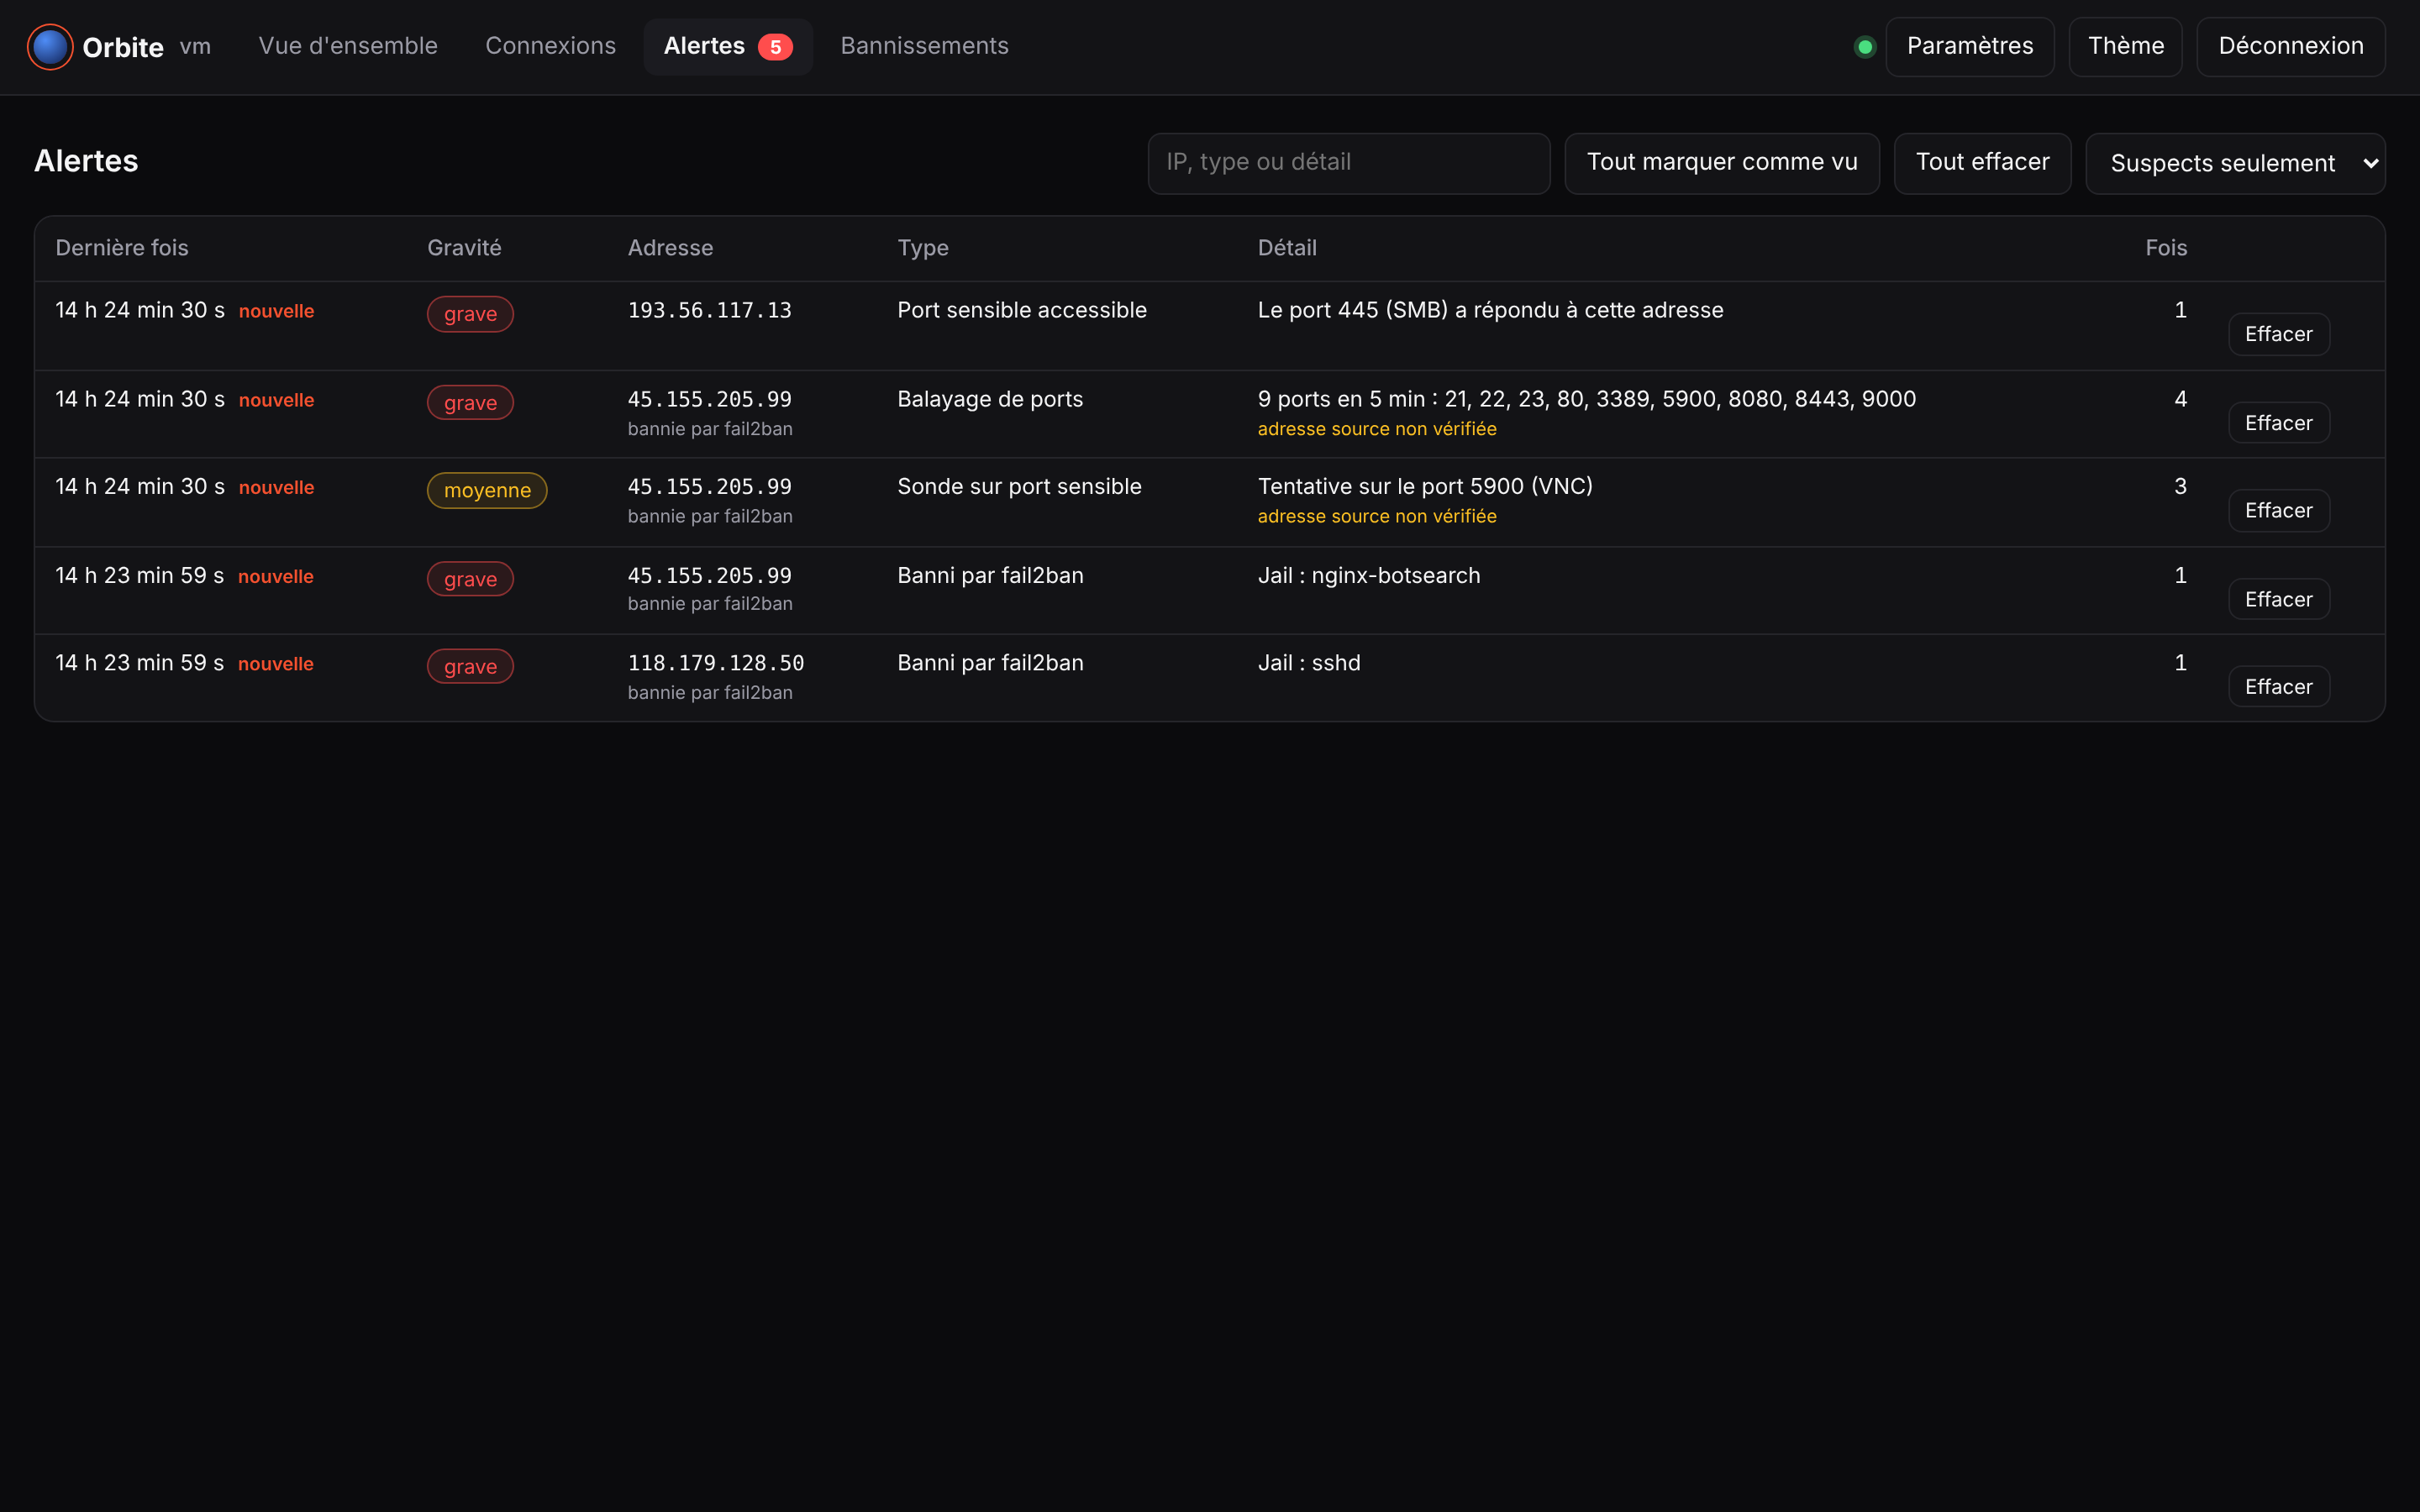 Orbite vm Vue d'ensemble Connexions Alertes 5 Bannissements Paramètres Thème Déconnexion
Alertes IP, type ou détail Tout marquer comme vu Tout effacer Suspects seulement
Dernière fois Gravité Adresse Type Détail Fois
14 h 24 min 30 s nouvelle grave 193.56.117.13 Port sensible accessible Le port 445 (SMB) a répondu à cette adresse 1
Effacer
14 h 24 min 30 s nouvelle grave 45.155.205.99 Balayage de ports 9 ports en 5 min : 21, 22, 23, 80, 3389, 5900, 8080, 8443, 9000 4
bannie par fail2ban adresse source non vérifiée Effacer
14 h 24 min 30 s nouvelle moyenne 45.155.205.99 Sonde sur port sensible Tentative sur le port 5900 (VNC) 3
bannie par fail2ban adresse source non vérifiée Effacer
14 h 23 min 59 s nouvelle grave 45.155.205.99 Banni par fail2ban Jail : nginx-botsearch 1
bannie par fail2ban Effacer
14 h 23 min 59 s nouvelle grave 118.179.128.50 Banni par fail2ban Jail : sshd 1
bannie par fail2ban Effacer